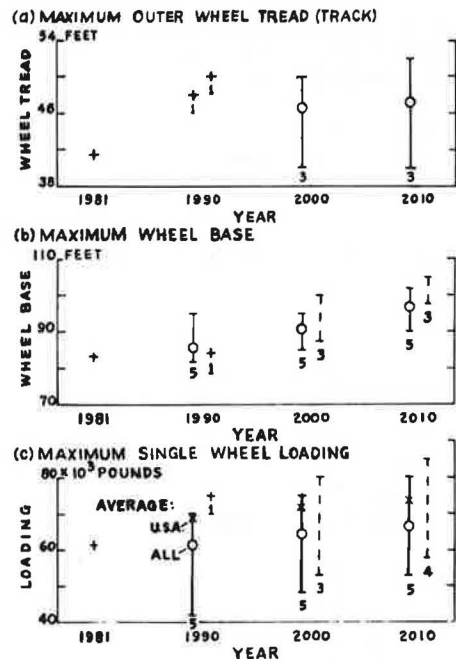 (a) MAXIMUM OUTER WHEEL TREAD (TRACK)
54 FEET
WHEEL TREAD
46
38
1 1 3 3
1981 1990 2000 2010
YEAR
(b) MAXIMUM WHEEL BASE
110 FEET
WHEEL BASE
90
70
5 1 5 3 5 3
1981 1990 2000 2010
YEAR
(c) MAXIMUM SINGLE WHEEL LOADING
80 × 10³ POUNDS
LOADING
60
40
AVERAGE:
USA
ALL
1 5 5 3 5 4
1981 1990 2000 2010
YEAR